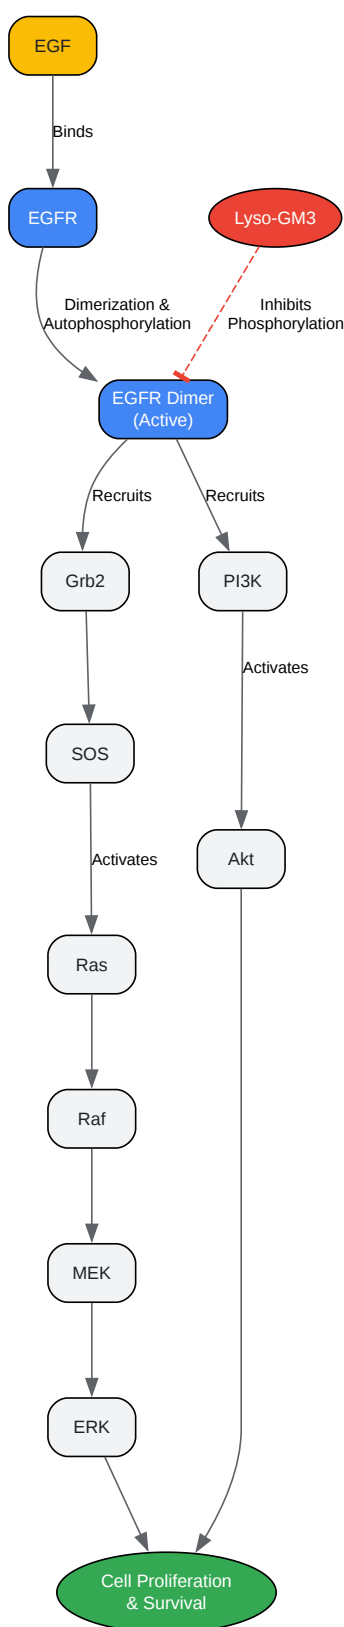 EGF
Binds
EGFR
Lyso-GM3
Dimerization &
Autophosphorylation
Inhibits
Phosphorylation
EGFR Dimer
(Active)
Recruits
Recruits
Grb2
PI3K
Activates
SOS
Activates
Akt
Ras
Raf
MEK
ERK
Cell Proliferation
& Survival